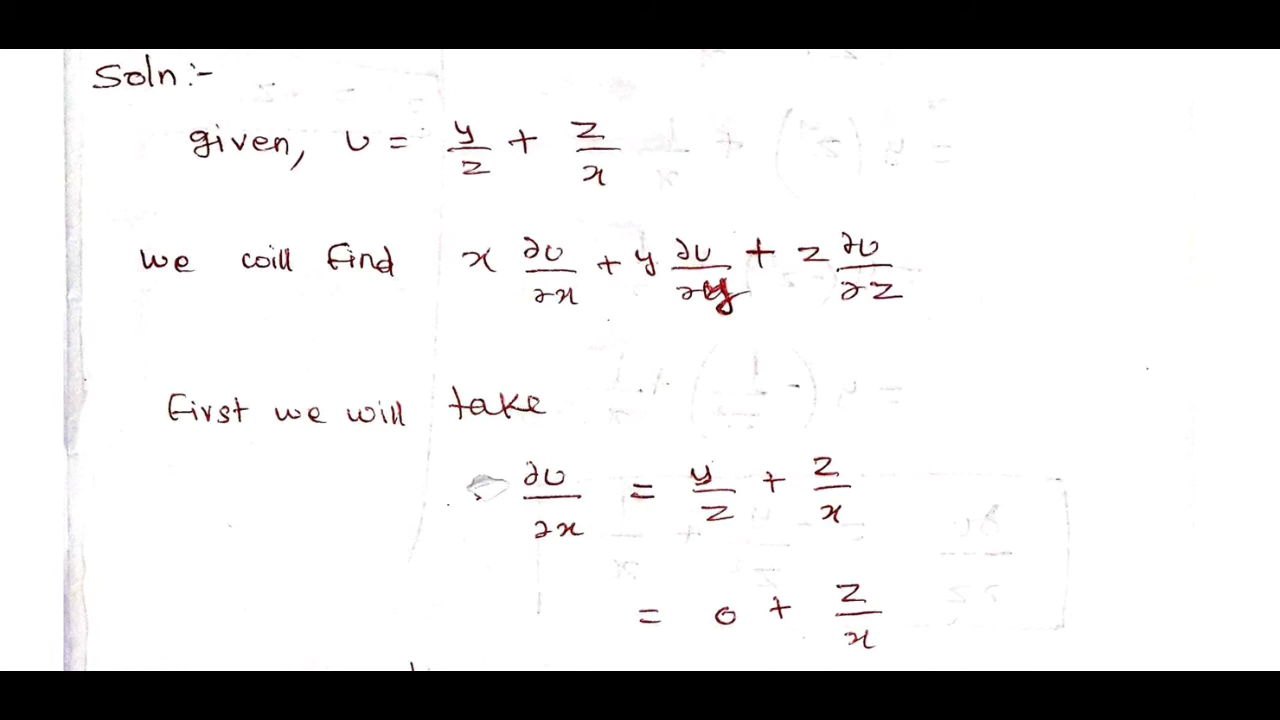 Soln :-
given, U = y/z + z/x
we will find x ∂U/∂x + y ∂U/∂y + z ∂U/∂z
First we will take
∂U/∂x = y/z + z/x
= 0 + z/x